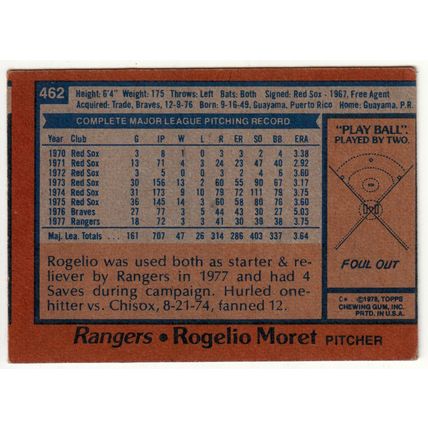 462
Height: 6'4" Weight: 175 Throws: Left Bats: Both Signed: Red Sox - 1967, Free Agent
Acquired: Trade, Braves, 12-8-76 Born: 9-16-49, Guayama, Puerto Rico Home: Guayama, P.R.
COMPLETE MAJOR LEAGUE PITCHING RECORD
Year Club G IP W L R ER SO BB ERA
1970 Red Sox 3 8 1 0 3 3 2 4 3.38
1971 Red Sox 13 71 4 3 24 23 47 40 2.92
1972 Red Sox 3 5 0 0 2 2 3.60
1973 Red Sox 30 156 13 2 60 55 90 67 3.17
1974 Red Sox 31 173 9 10 79 72 111 79 3.75
1975 Red Sox 36 145 14 3 60 58 80 76 3.60
1976 Braves 27 77 3 5 44 43 30 27 5.03
1977 Rangers 18 72 3 3 41 30 39 38 3.75
Maj. Lea. Totals 161 707 47 26 314 286 403 337 3.64
Rogelio was used both as starter & re-
liever by Rangers in 1977 and had 4
Saves during campaign. Hurled one-
hitter vs. Chisox, 8-21-74, fanned 12.
"PLAY BALL".
PLAYED BY TWO.
FOUL OUT
©1978, TOPPS
CHEWING GUM, INC.
PRTD. IN U.S.A.
Rangers • Rogelio Moret
PITCHER